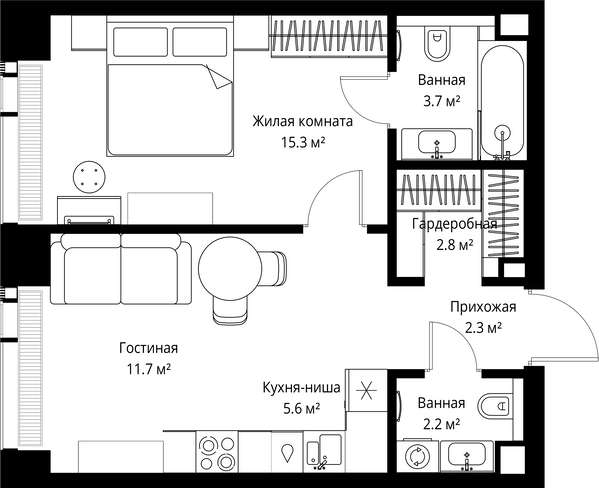 Ванная
3.7 м²
Жилая комната
15.3 м²
Гардеробная
2.8 м²
Прихожая
2.3 м²
Гостиная
11.7 м²
Кухня-ниша
5.6 м²
Ванная
2.2 м²